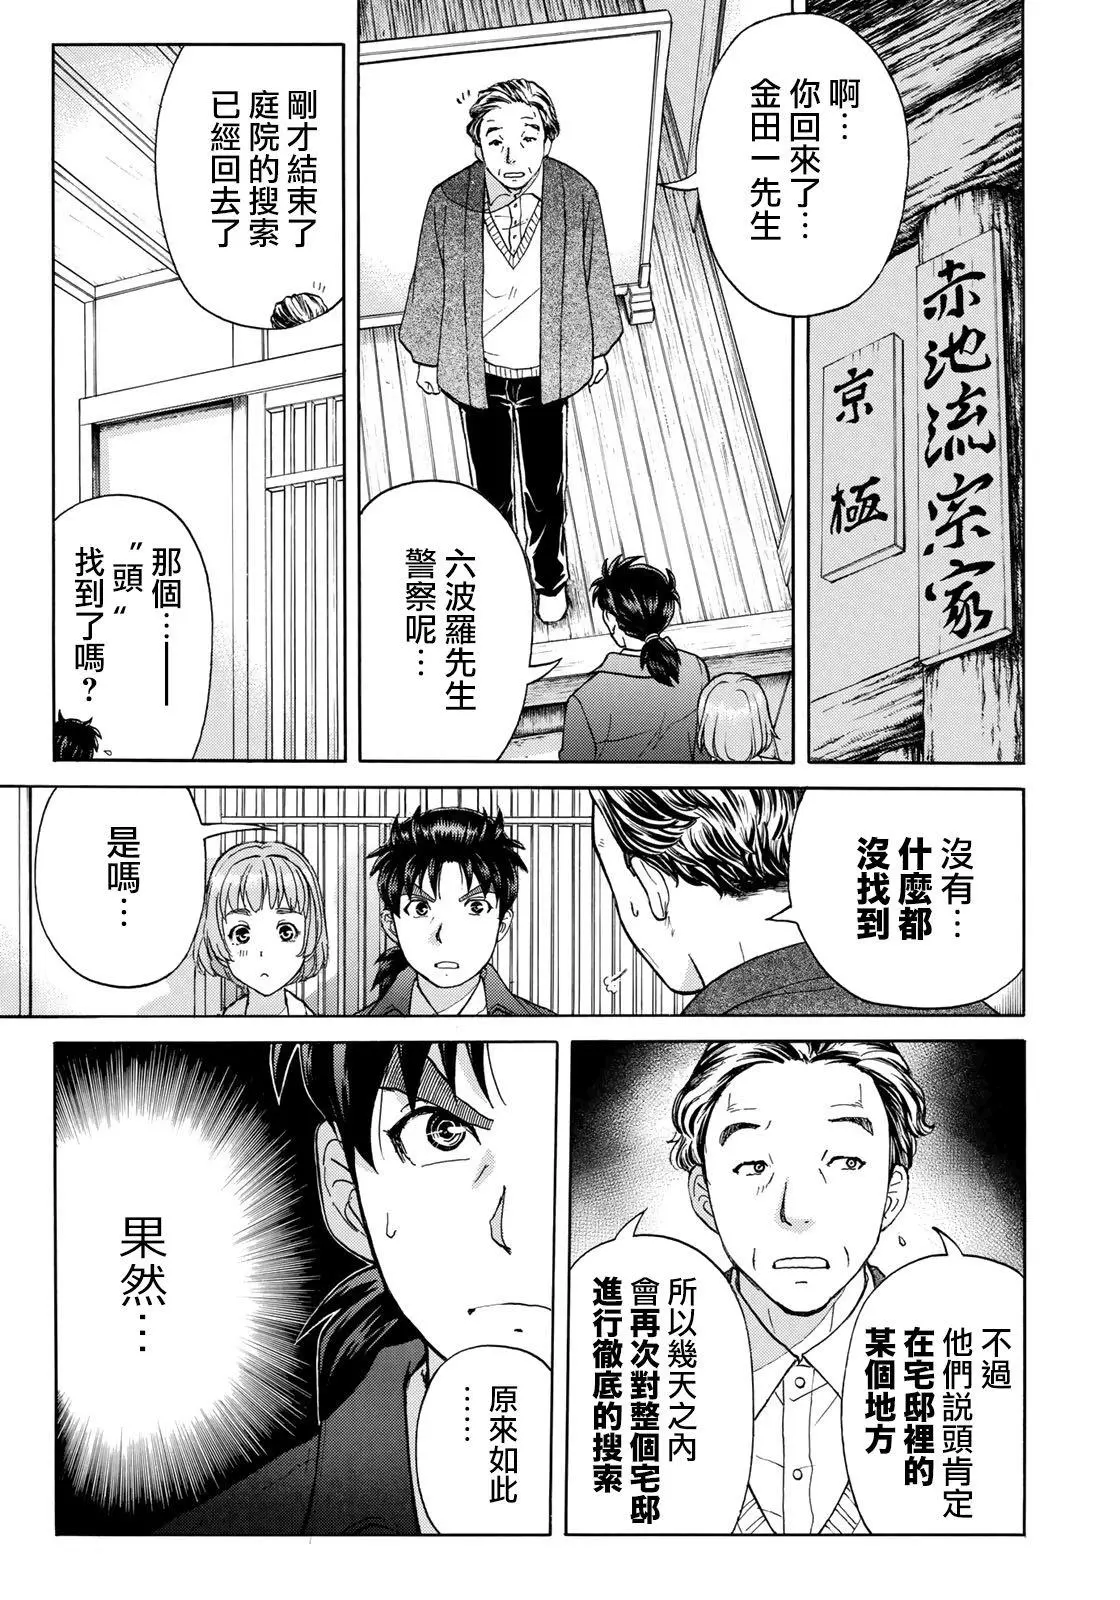 赤池流宗家
京極
啊…
你回來了…
金田一先生
六波羅先生
警察呢…
剛才結束了
庭院的搜索
已經回去了
那個…——
“頭“
找到了嗎?
沒有…
什麼都
沒找到
是嗎…
不過
他們說頭肯定
在宅邸裡的
某個地方
所以幾天之內
會再次對整個宅邸
進行徹底的搜索
原來如此
……
果然…